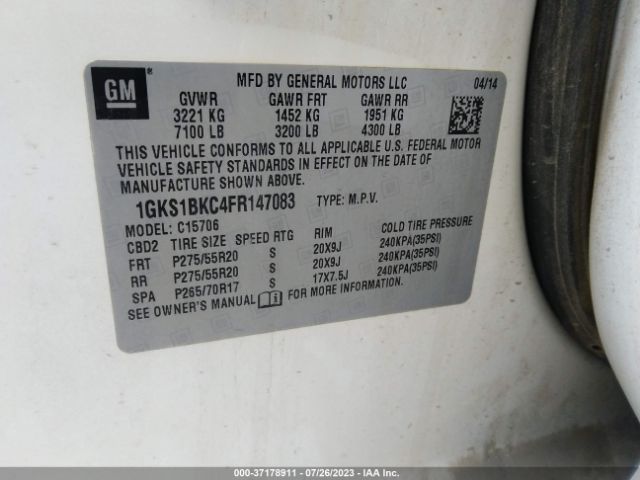 GM ®
MFD BY GENERAL MOTORS LLC 04/14
GVWR GAWR FRT GAWR RR
3221 KG 1452 KG 1951 KG
7100 LB 3200 LB 4300 LB
THIS VEHICLE CONFORMS TO ALL APPLICABLE U.S. FEDERAL MOTOR
VEHICLE SAFETY STANDARDS IN EFFECT ON THE DATE OF
MANUFACTURE SHOWN ABOVE.
1GKS1BKC4FR147083 TYPE: M.P.V.
MODEL: C15706
CBD2 TIRE SIZE SPEED RTG RIM COLD TIRE PRESSURE
FRT P275/55R20 S 20X9J 240KPA(35PSI)
RR P275/55R20 S 20X9J 240KPA(35PSI)
SPA P265/70R17 S 17X7.5J 240KPA(35PSI)
SEE OWNER'S MANUAL FOR MORE INFORMATION.
000-37178911 - 07/26/2023 - IAA Inc.